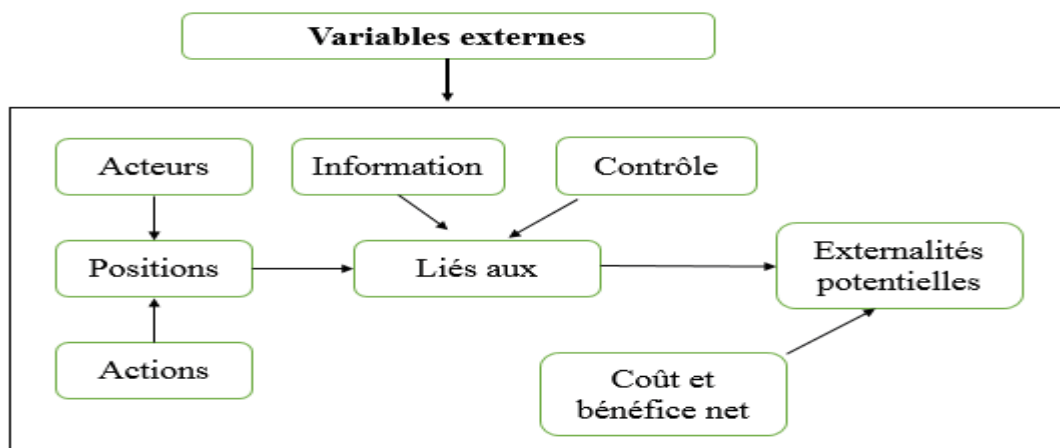 Variables externes
Acteurs
Information
Contrôle
Positions
Liés aux
Externalités
potentielles
Actions
Coût et
bénéfice net